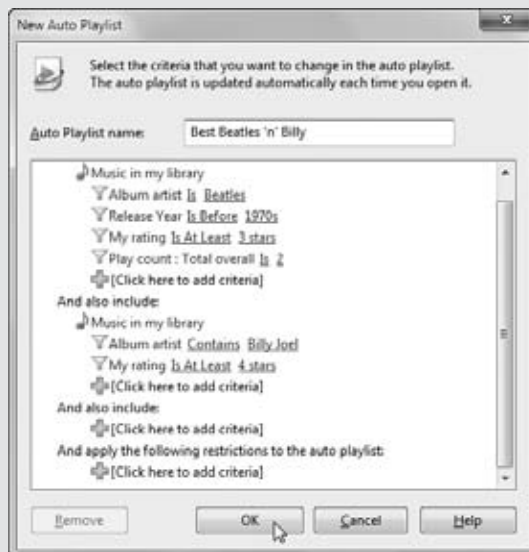 New Auto Playlist
Select the criteria that you want to change in the auto playlist.
The auto playlist is updated automatically each time you open it.
Auto Playlist name: Best Beatles 'n' Billy
Music in my library
Album artist Is Beatles
Release Year Is Before 1970s
My rating Is At Least 3 stars
Play count : Total overall Is 2
[Click here to add criteria]
And also include:
Music in my library
Album artist Contains Billy Joel
My rating Is At Least 4 stars
[Click here to add criteria]
And also include:
[Click here to add criteria]
And apply the following restrictions to the auto playlist:
[Click here to add criteria]
Remove OK Cancel Help